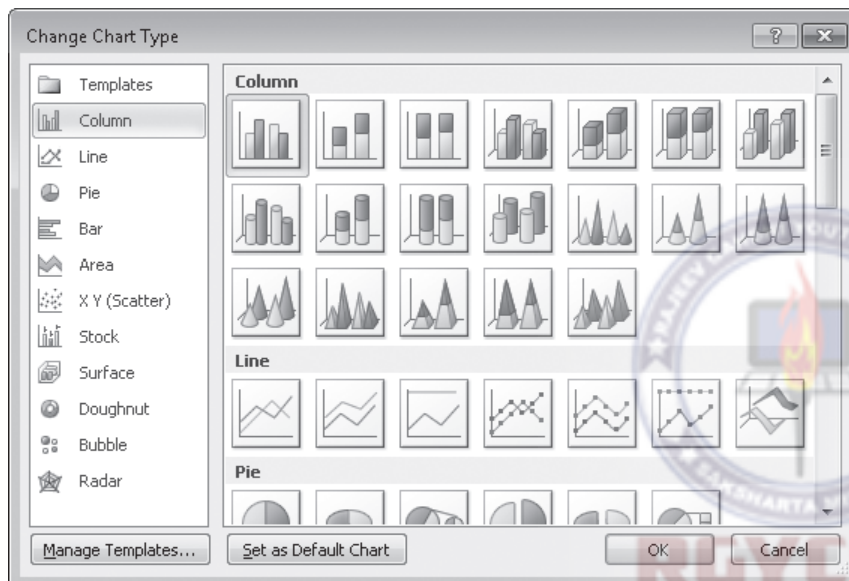 Change Chart Type
Templates
Column
Line
Pie
Bar
Area
X Y (Scatter)
Stock
Surface
Doughnut
Bubble
Radar
Column
Line
Pie
Manage Templates...
Set as Default Chart
OK
Cancel
RGYC